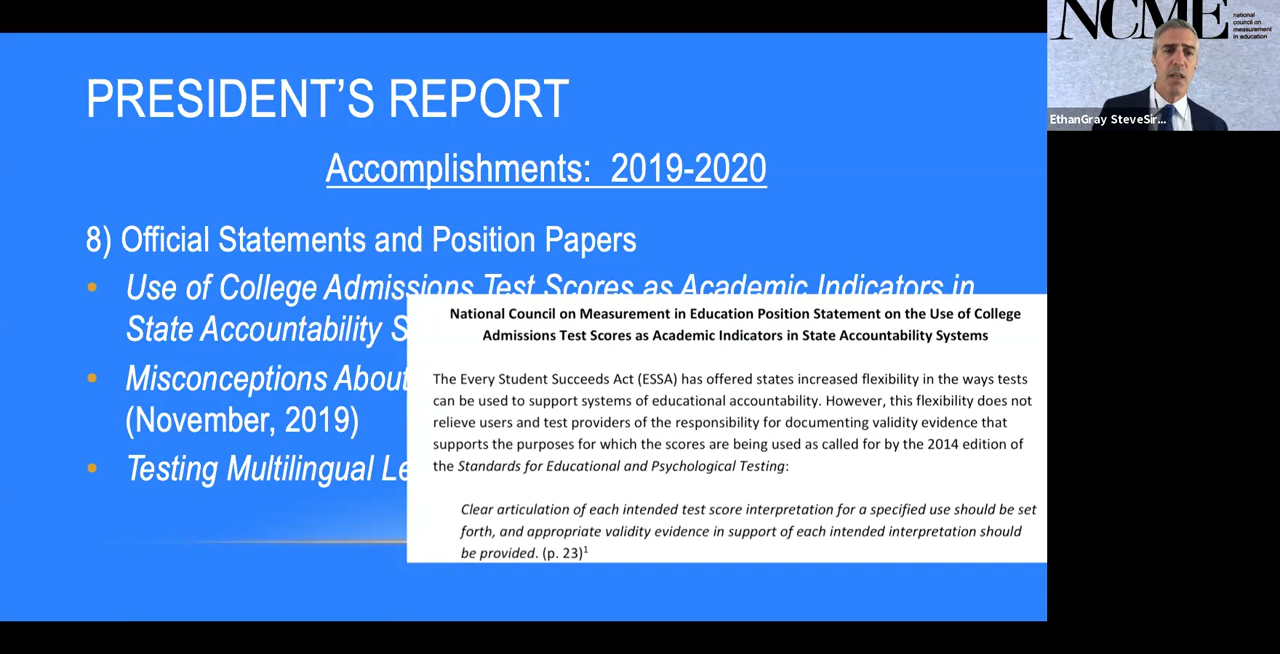 PRESIDENT'S REPORT
Accomplishments:  2019-2020
8) Official Statements and Position Papers
• Use of College Admissions Test Scores as Academic Indicators in
State Accountability S
• Misconceptions About
(November, 2019)
• Testing Multilingual Le
National Council on Measurement in Education Position Statement on the Use of College
Admissions Test Scores as Academic Indicators in State Accountability Systems
The Every Student Succeeds Act (ESSA) has offered states increased flexibility in the ways tests
can be used to support systems of educational accountability. However, this flexibility does not
relieve users and test providers of the responsibility for documenting validity evidence that
supports the purposes for which the scores are being used as called for by the 2014 edition of
the Standards for Educational and Psychological Testing:
Clear articulation of each intended test score interpretation for a specified use should be set
forth, and appropriate validity evidence in support of each intended interpretation should
be provided. (p. 23)1
NCME
national
council on
measurement
in education
EthanGray SteveSir...